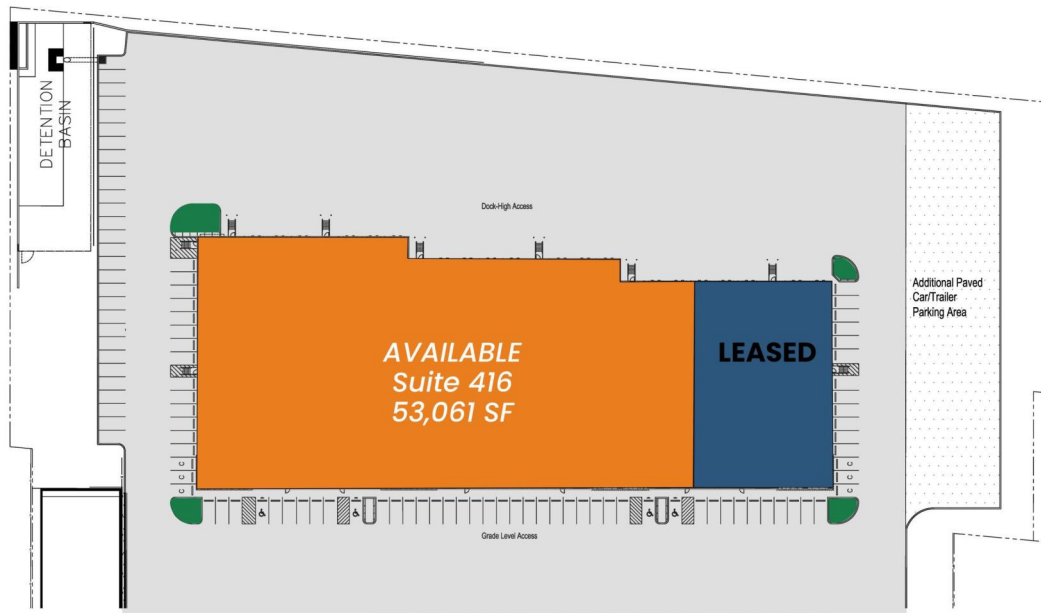 DETENTION
BASIN
Dock-High Access
Additional Paved
Car/Trailer
Parking Area
AVAILABLE
Suite 416
53,061 SF
LEASED
C
C
C
C
C
C
Grade Level Access